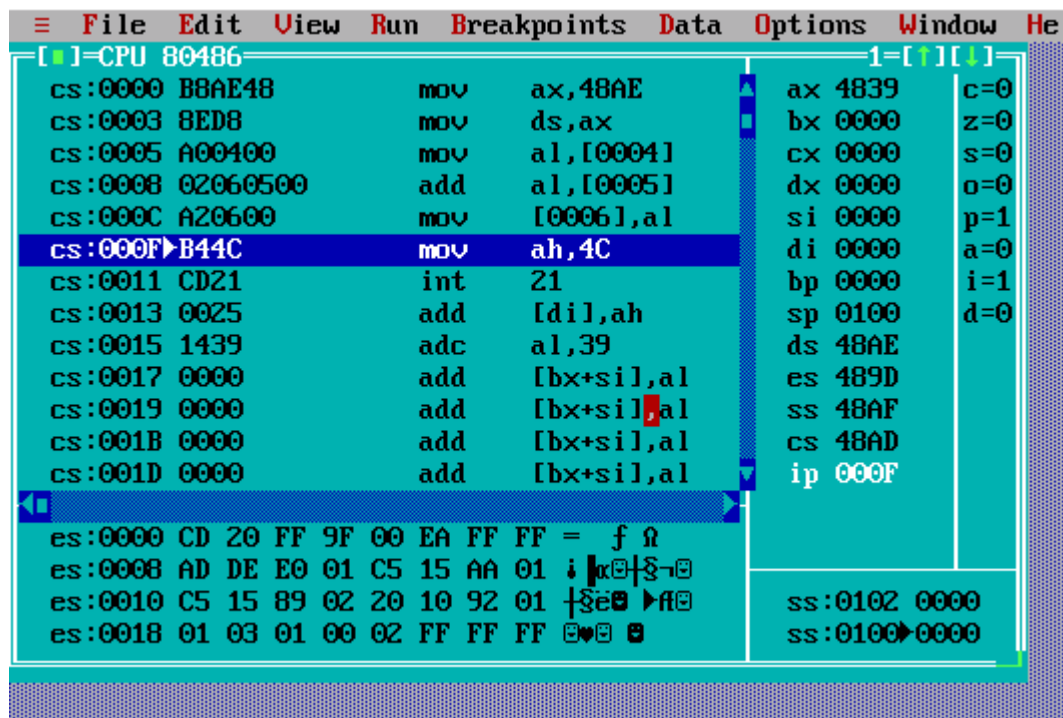 ≡ File Edit View Run Breakpoints Data Options Window He
[■]=CPU 80486 1=[↑][↓]
cs:0000 B8AE48 mov ax,48AE ax 4839 c=0
cs:0003 8ED8 mov ds,ax bx 0000 z=0
cs:0005 A00400 mov al,[0004] cx 0000 s=0
cs:0008 02060500 add al,[0005] dx 0000 o=0
cs:000C A20600 mov [0006],al si 0000 p=1
cs:000F►B44C mov ah,4C di 0000 a=0
cs:0011 CD21 int 21 bp 0000 i=1
cs:0013 0025 add [di],ah sp 0100 d=0
cs:0015 1439 adc al,39 ds 48AE
cs:0017 0000 add [bx+si],al es 489D
cs:0019 0000 add [bx+si],al ss 48AF
cs:001B 0000 add [bx+si],al cs 48AD
cs:001D 0000 add [bx+si],al ip 000F
es:0000 CD 20 FF 9F 00 EA FF FF = ƒ Ω
es:0008 AD DE E0 01 C5 15 AA 01 ¡ ▐α☺┼§¬☺
es:0010 C5 15 89 02 20 10 92 01 ┼§ë☻ ►Æ☺ ss:0102 0000
es:0018 01 03 01 00 02 FF FF FF ☺♥☺ ☻ ss:0100►0000